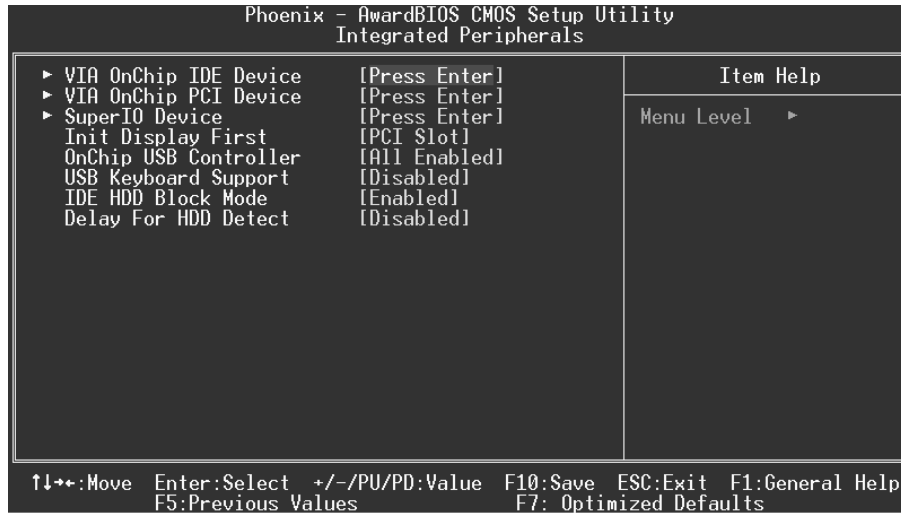 Phoenix - AwardBIOS CMOS Setup Utility
Integrated Peripherals
► VIA OnChip IDE Device [Press Enter]
► VIA OnChip PCI Device [Press Enter]
► SuperIO Device [Press Enter]
Init Display First [PCI Slot]
OnChip USB Controller [All Enabled]
USB Keyboard Support [Disabled]
IDE HDD Block Mode [Enabled]
Delay For HDD Detect [Disabled]
Item Help
Menu Level ►
↑↓→←:Move Enter:Select +/-/PU/PD:Value F10:Save ESC:Exit F1:General Help
F5:Previous Values F7: Optimized Defaults